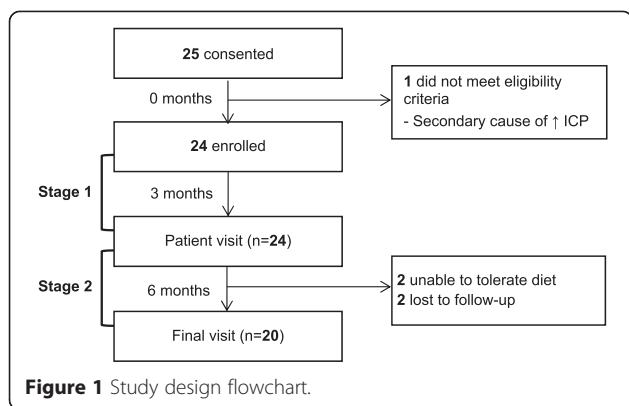 25 consented
0 months
1 did not meet eligibility
criteria
- Secondary cause of ↑ ICP
24 enrolled
Stage 1
3 months
Patient visit (n=24)
Stage 2
6 months
2 unable to tolerate diet
2 lost to follow-up
Final visit (n=20)
Figure 1 Study design flowchart.